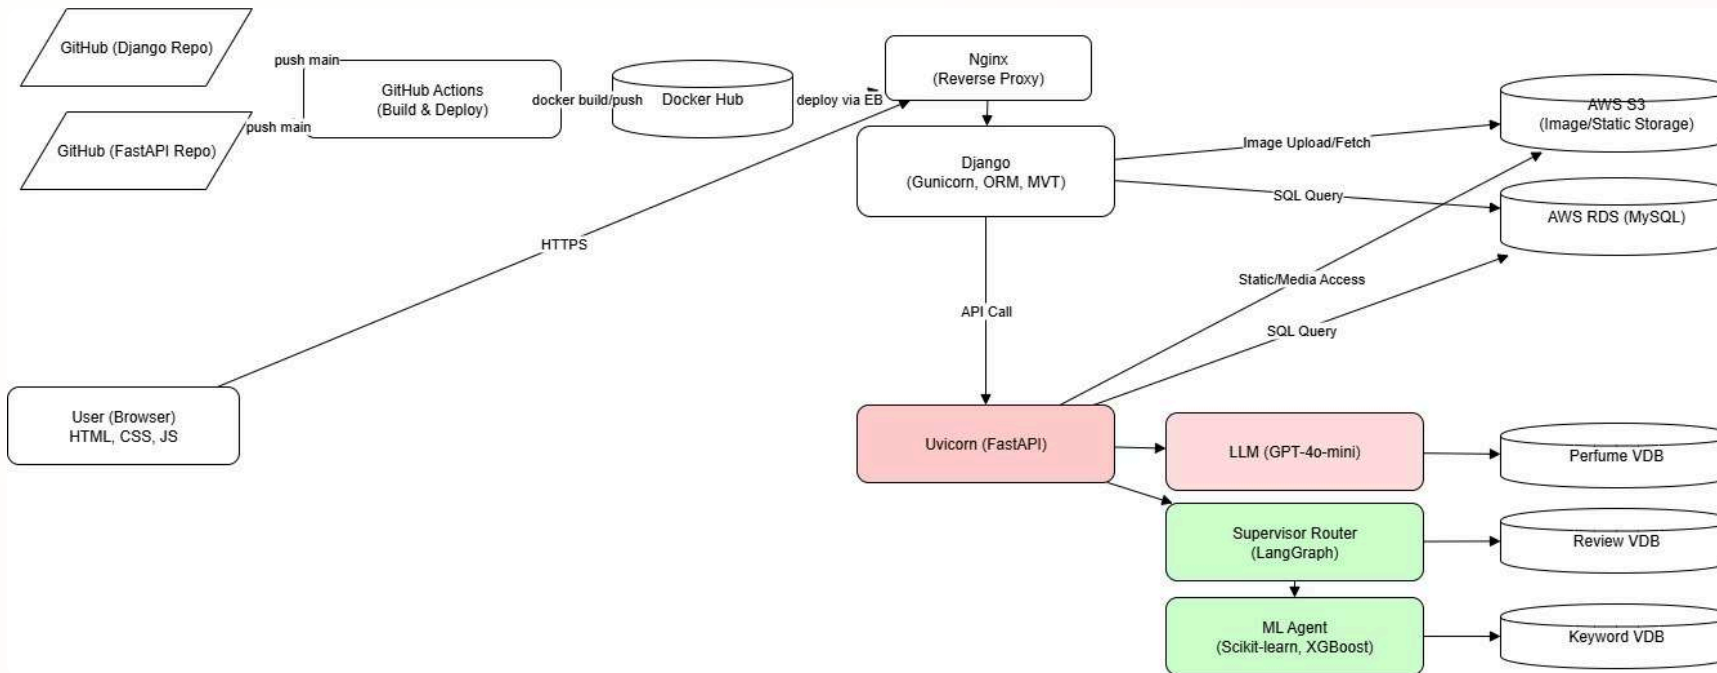 GitHub (Django Repo)
push main
GitHub Actions
(Build & Deploy)
docker build/push
Docker Hub
deploy via EB
Nginx
(Reverse Proxy)
GitHub (FastAPI Repo)
push main
Django
(Gunicorn, ORM, MVT)
Image Upload/Fetch
AWS S3
(Image/Static Storage)
SQL Query
AWS RDS (MySQL)
HTTPS
Static/Media Access
API Call
SQL Query
User (Browser)
HTML, CSS, JS
Uvicorn (FastAPI)
LLM (GPT-4o-mini)
Perfume VDB
Supervisor Router
(LangGraph)
Review VDB
ML Agent
(Scikit-learn, XGBoost)
Keyword VDB